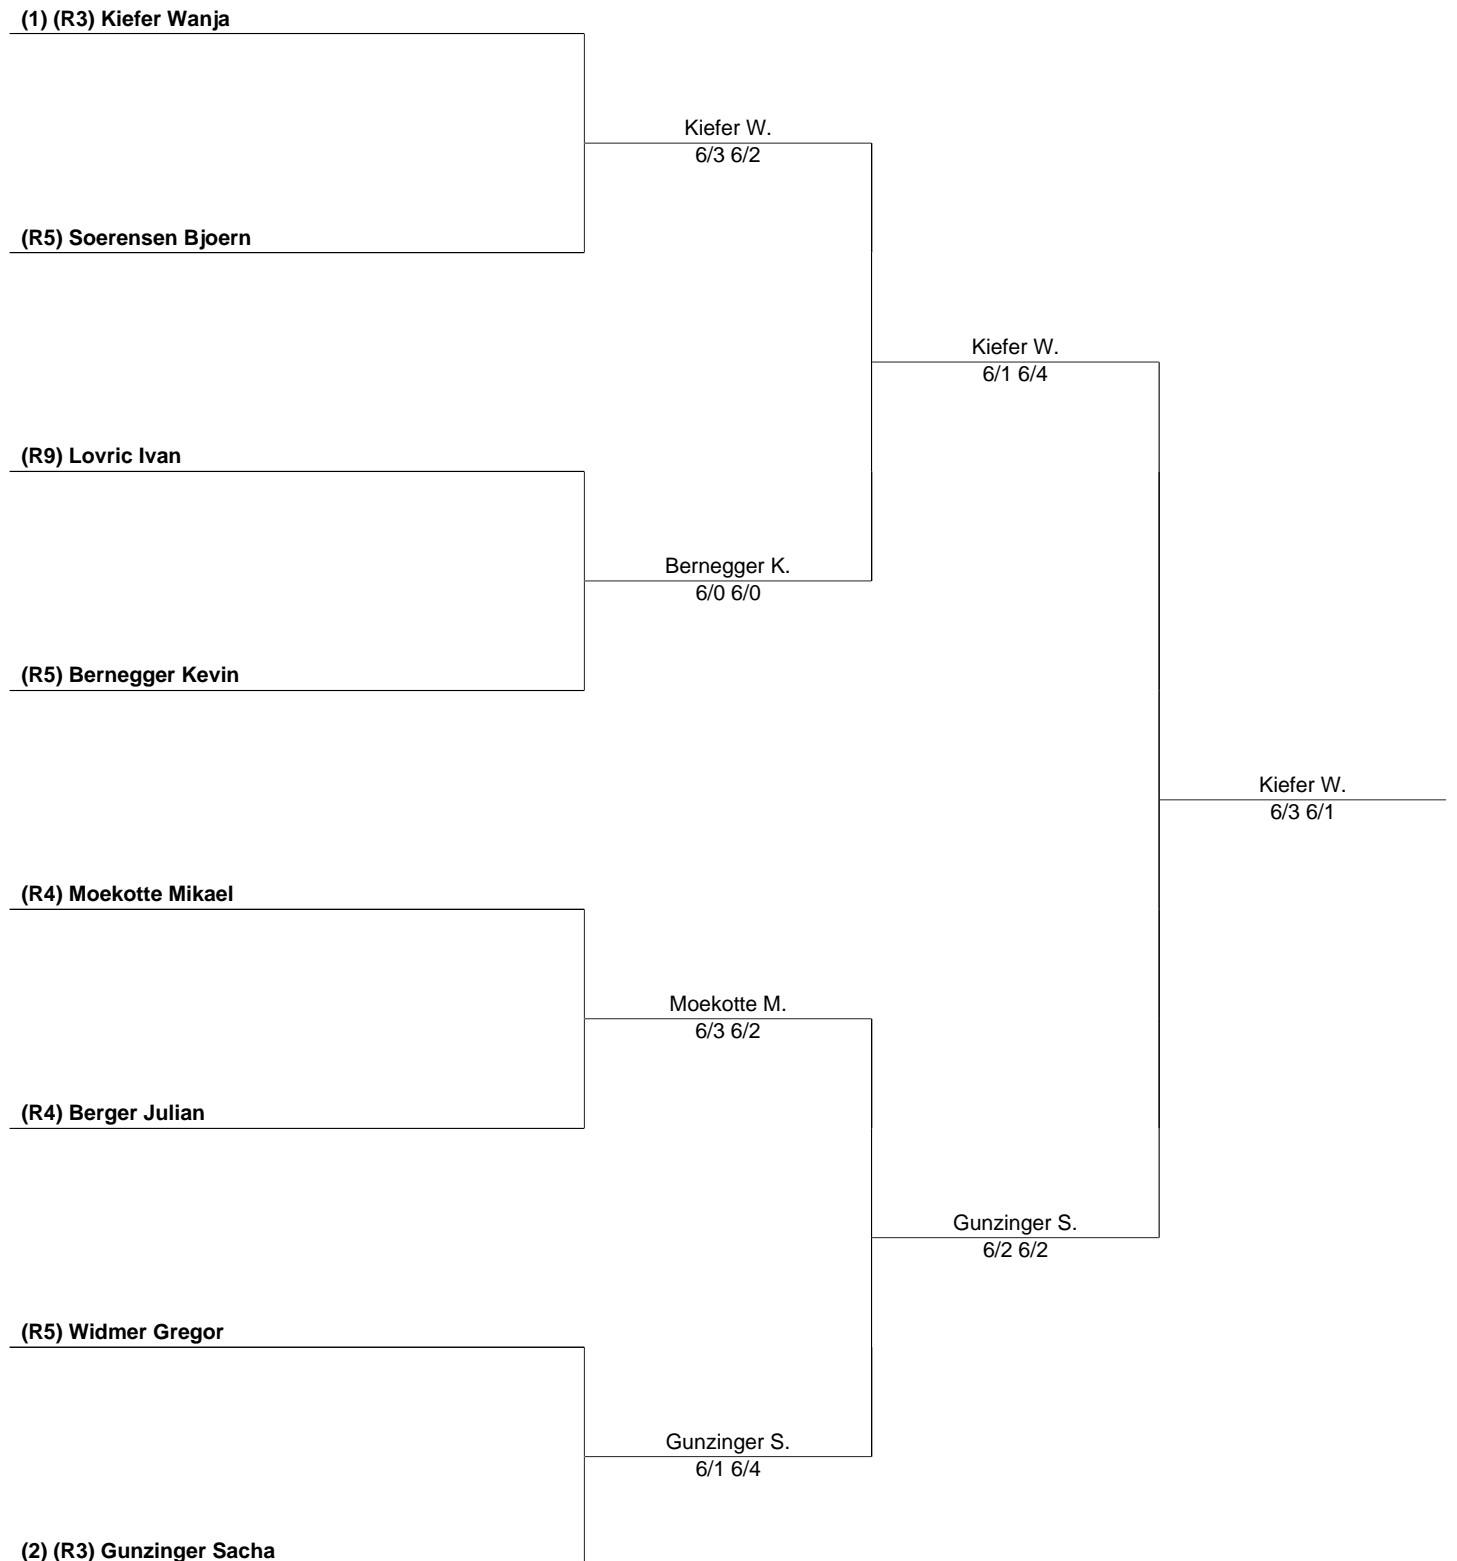 (1) (R3) Kiefer Wanja
Kiefer W.
6/3 6/2
(R5) Soerensen Bjoern
Kiefer W.
6/1 6/4
(R9) Lovric Ivan
Bernegger K.
6/0 6/0
(R5) Bernegger Kevin
Kiefer W.
6/3 6/1
(R4) Moekotte Mikael
Moekotte M.
6/3 6/2
(R4) Berger Julian
Gunzinger S.
6/2 6/2
(R5) Widmer Gregor
Gunzinger S.
6/1 6/4
(2) (R3) Gunzinger Sacha